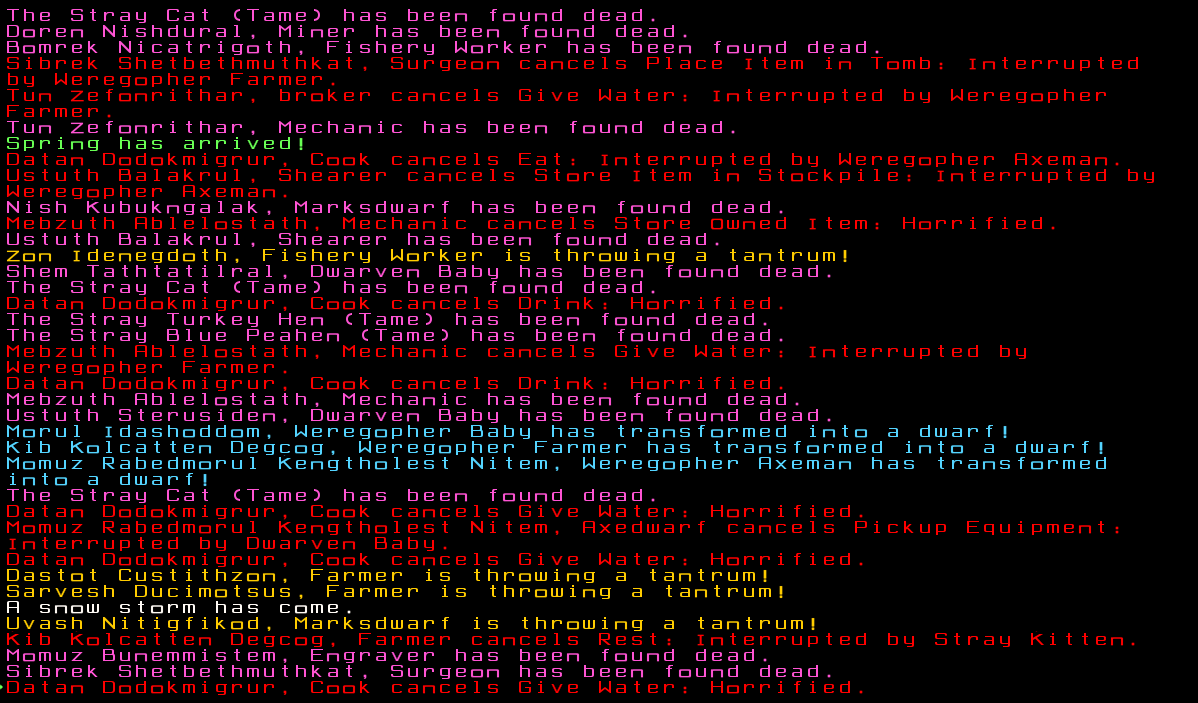 The Stray Cat (Tame) has been found dead.
Doren Nishdural, Miner has been found dead.
Bomrek Nicatrigoth, Fishery Worker has been found dead.
Sibrek Shetbethmuthkat, Surgeon cancels Place Item in Tomb: Interrupted
by Weregopher Farmer.
Tun Zefonrithar, broker cancels Give Water: Interrupted by Weregopher
Farmer.
Tun Zefonrithar, Mechanic has been found dead.
Spring has arrived!
Datan Dodokmigrur, Cook cancels Eat: Interrupted by Weregopher Axeman.
Ustuth Balakrul, Shearer cancels Store Item in Stockpile: Interrupted by
Weregopher Axeman.
Nish Kubukngalak, Marksdwarf has been found dead.
Mebzuth Ablelostath, Mechanic cancels Store Owned Item: Horrified.
Ustuth Balakrul, Shearer has been found dead.
Zon Idenegdoth, Fishery Worker is throwing a tantrum!
Shem Tathtatilral, Dwarven Baby has been found dead.
The Stray Cat (Tame) has been found dead.
Datan Dodokmigrur, Cook cancels Drink: Horrified.
The Stray Turkey Hen (Tame) has been found dead.
The Stray Blue Peahen (Tame) has been found dead.
Mebzuth Ablelostath, Mechanic cancels Give Water: Interrupted by
Weregopher Farmer.
Datan Dodokmigrur, Cook cancels Drink: Horrified.
Mebzuth Ablelostath, Mechanic has been found dead.
Ustuth Sterusiden, Dwarven Baby has been found dead.
Morul Idashoddom, Weregopher Baby has transformed into a dwarf!
Kib Kolcatten Degcog, Weregopher Farmer has transformed into a dwarf!
Momuz Rabedmorul Kengtholest Nitem, Weregopher Axeman has transformed
into a dwarf!
The Stray Cat (Tame) has been found dead.
Datan Dodokmigrur, Cook cancels Give Water: Horrified.
Momuz Rabedmorul Kengtholest Nitem, Axedwarf cancels Pickup Equipment:
Interrupted by Dwarven Baby.
Datan Dodokmigrur, Cook cancels Give Water: Horrified.
Dastot Custithzon, Farmer is throwing a tantrum!
Sarvesh Ducimotsus, Farmer is throwing a tantrum!
A snow storm has come.
Uvash Nitigfikod, Marksdwarf is throwing a tantrum!
Kib Kolcatten Degcog, Farmer cancels Rest: Interrupted by Stray Kitten.
Momuz Bunemmistem, Engraver has been found dead.
Sibrek Shetbethmuthkat, Surgeon has been found dead.
Datan Dodokmigrur, Cook cancels Give Water: Horrified.